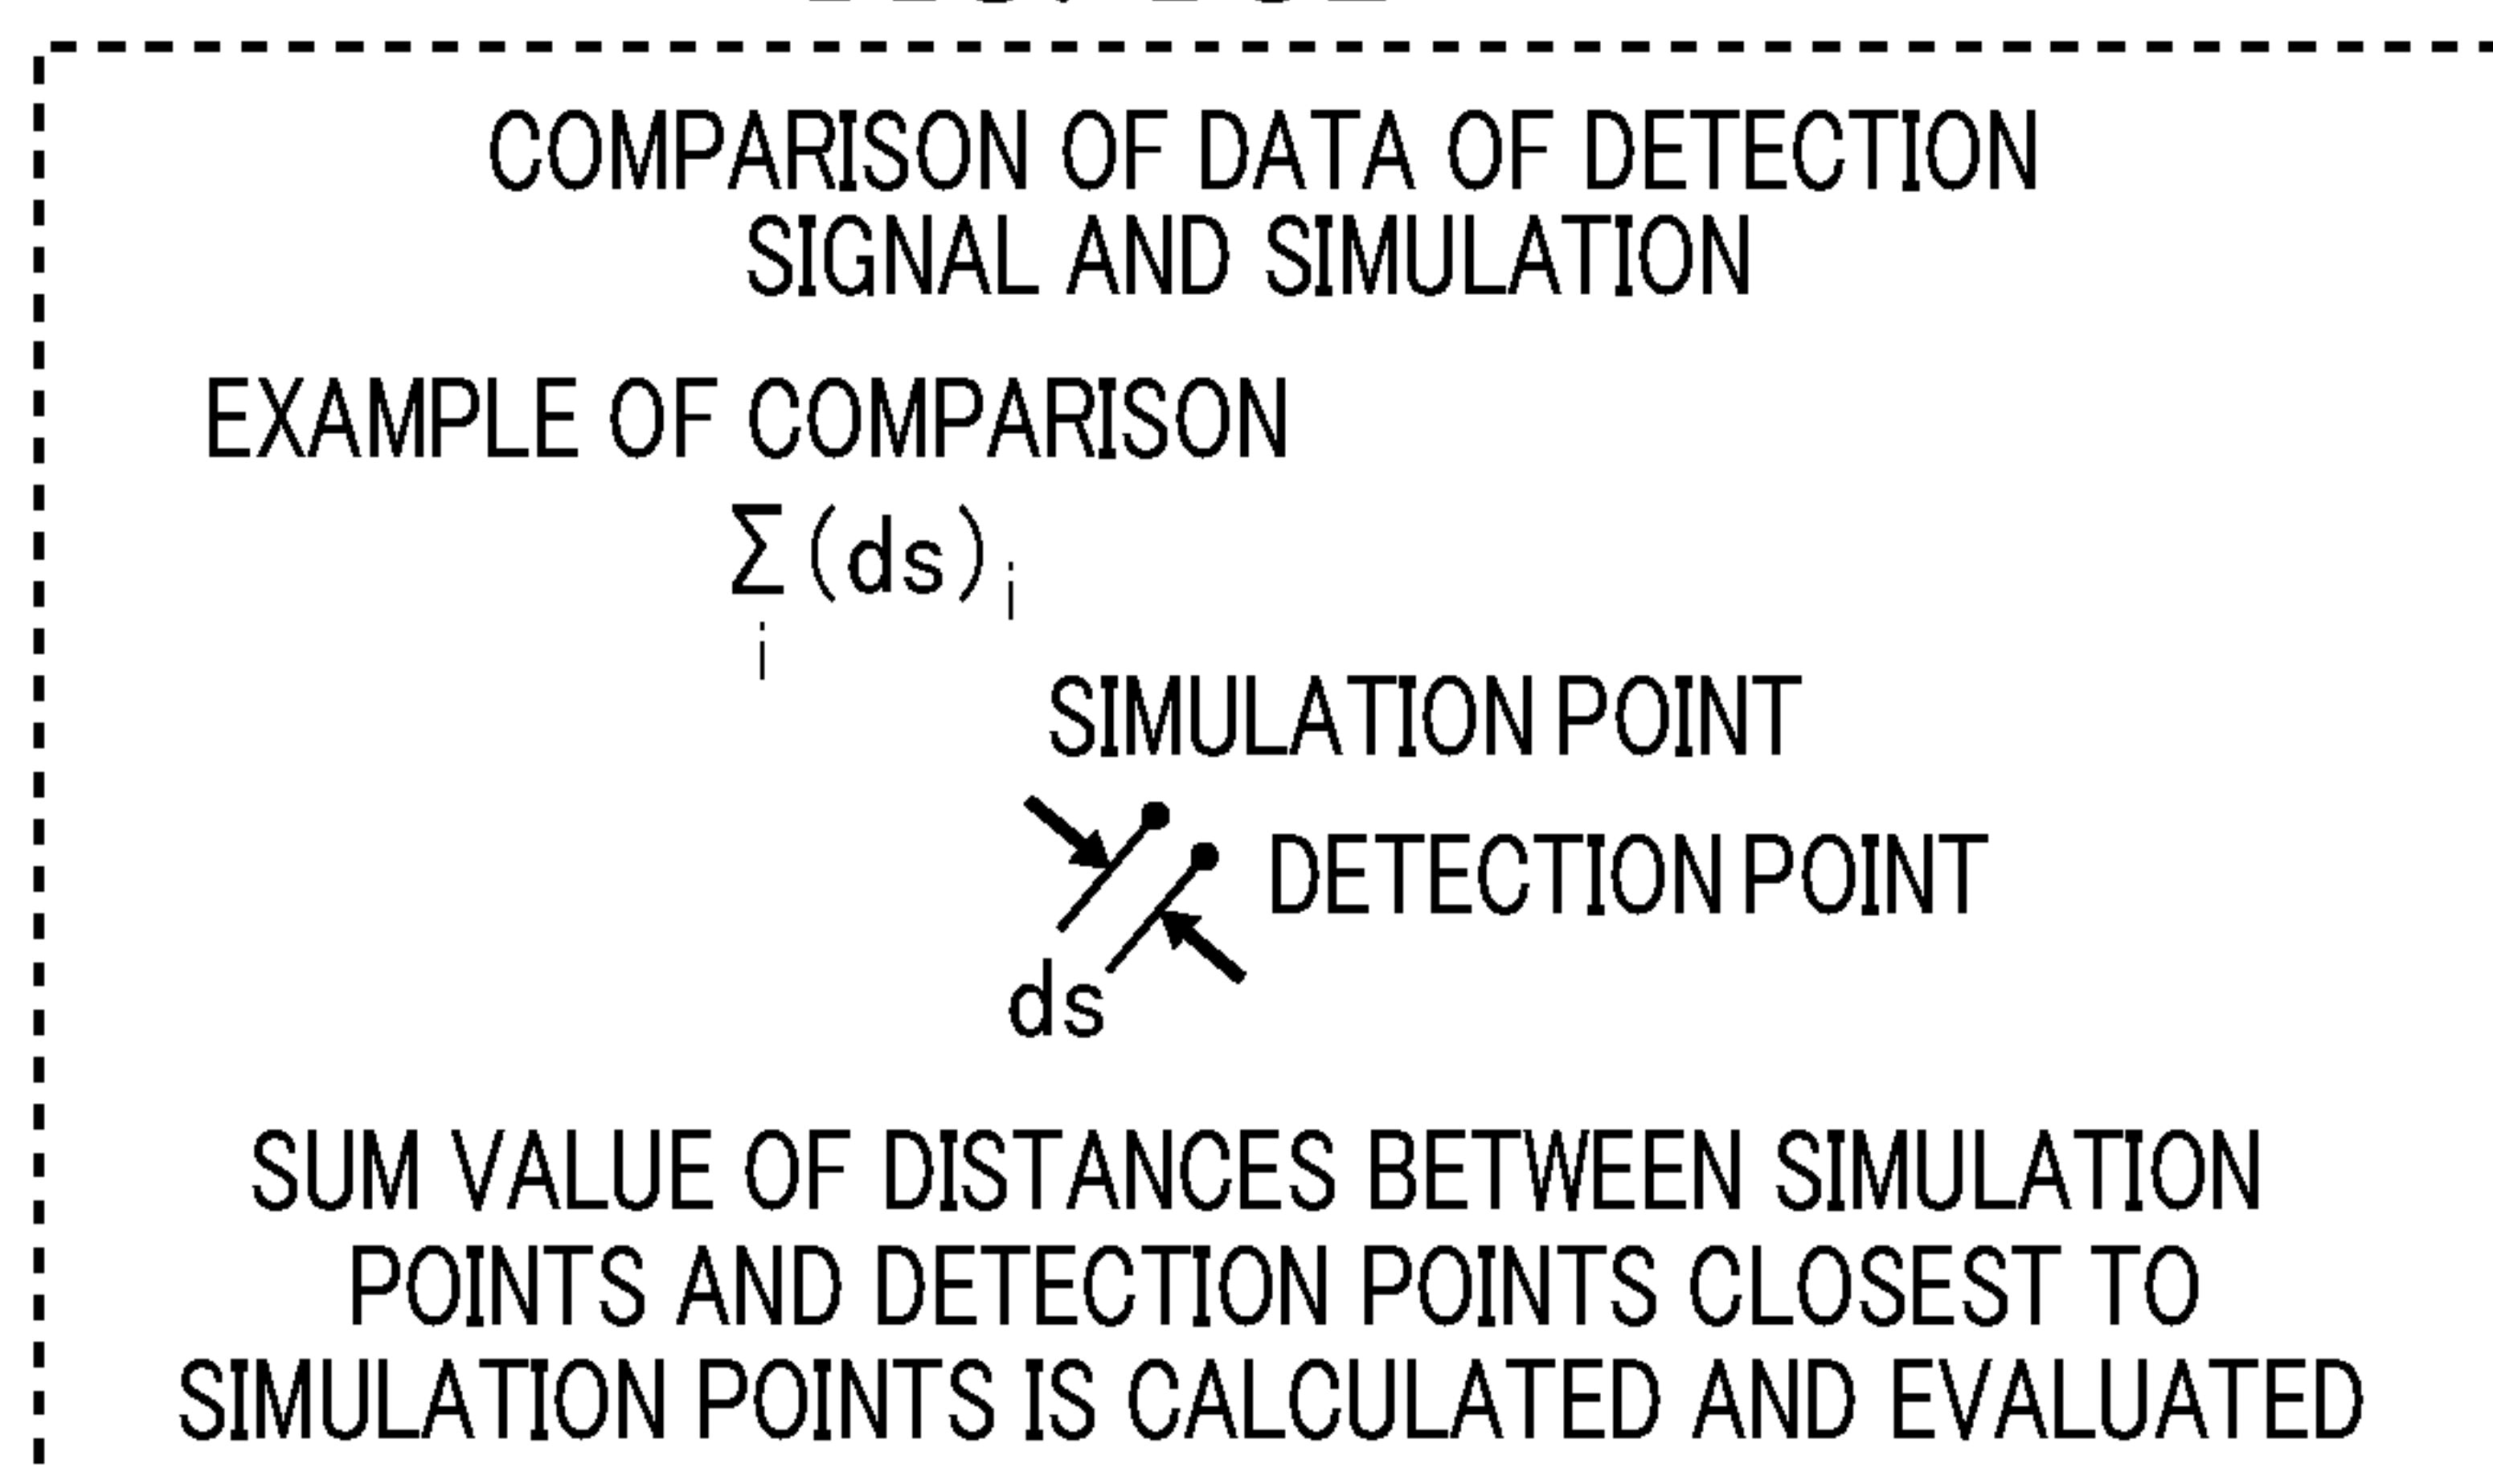 COMPARISON OF DATA OF DETECTION
SIGNAL AND SIMULATION
EXAMPLE OF COMPARISON
Σ(ds)i
i
SIMULATION POINT
DETECTION POINT
ds
SUM VALUE OF DISTANCES BETWEEN SIMULATION
POINTS AND DETECTION POINTS CLOSEST TO
SIMULATION POINTS IS CALCULATED AND EVALUATED